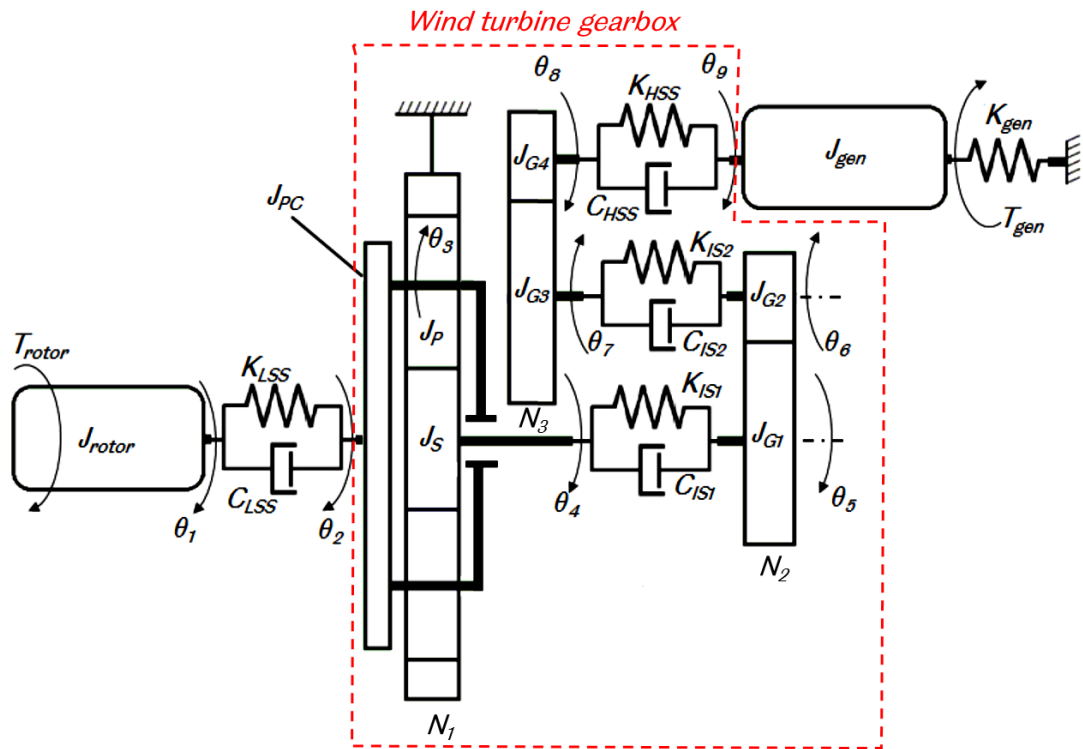 Wind turbine gearbox
θ8
θ9
KHSS
Kgen
JG4
Jgen
CHSS
JPC
Tgen
θ3
KIS2
JG3
JG2
JP
CIS2
θ7
θ6
Trotor
KLSS
KIS1
N3
Jrotor
JS
JG1
CLSS
CIS1
θ4
θ5
θ1
θ2
N2
N1